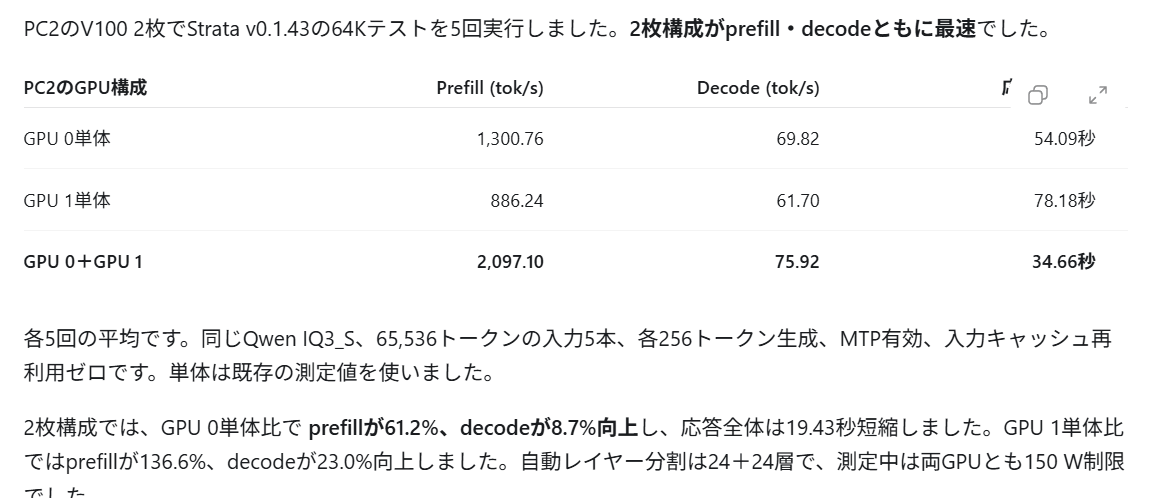 PC2のV100 2枚でStrata v0.1.43の64Kテストを5回実行しました。2枚構成がprefill・decodeともに最速でした。
PC2のGPU構成 Prefill (tok/s) Decode (tok/s)
GPU 0単体 1,300.76 69.82 54.09秒
GPU 1単体 886.24 61.70 78.18秒
GPU 0＋GPU 1 2,097.10 75.92 34.66秒
各5回の平均です。同じQwen IQ3_S、65,536トークンの入力5本、各256トークン生成、MTP有効、入力キャッシュ再
利用ゼロです。単体は既存の測定値を使いました。
2枚構成では、GPU 0単体比で prefillが61.2%、decodeが8.7%向上し、応答全体は19.43秒短縮しました。GPU 1単体比
ではprefillが136.6%、decodeが23.0%向上しました。自動レイヤー分割は24＋24層で、測定中は両GPUとも150 W制限
でした